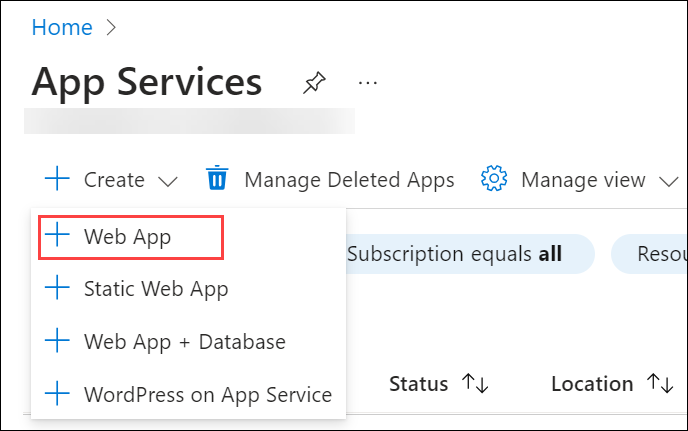 Home
App Services
Create Manage Deleted Apps Manage view
Web App
Subscription equals all
Static Web App
Web App + Database
Status Location
WordPress on App Service